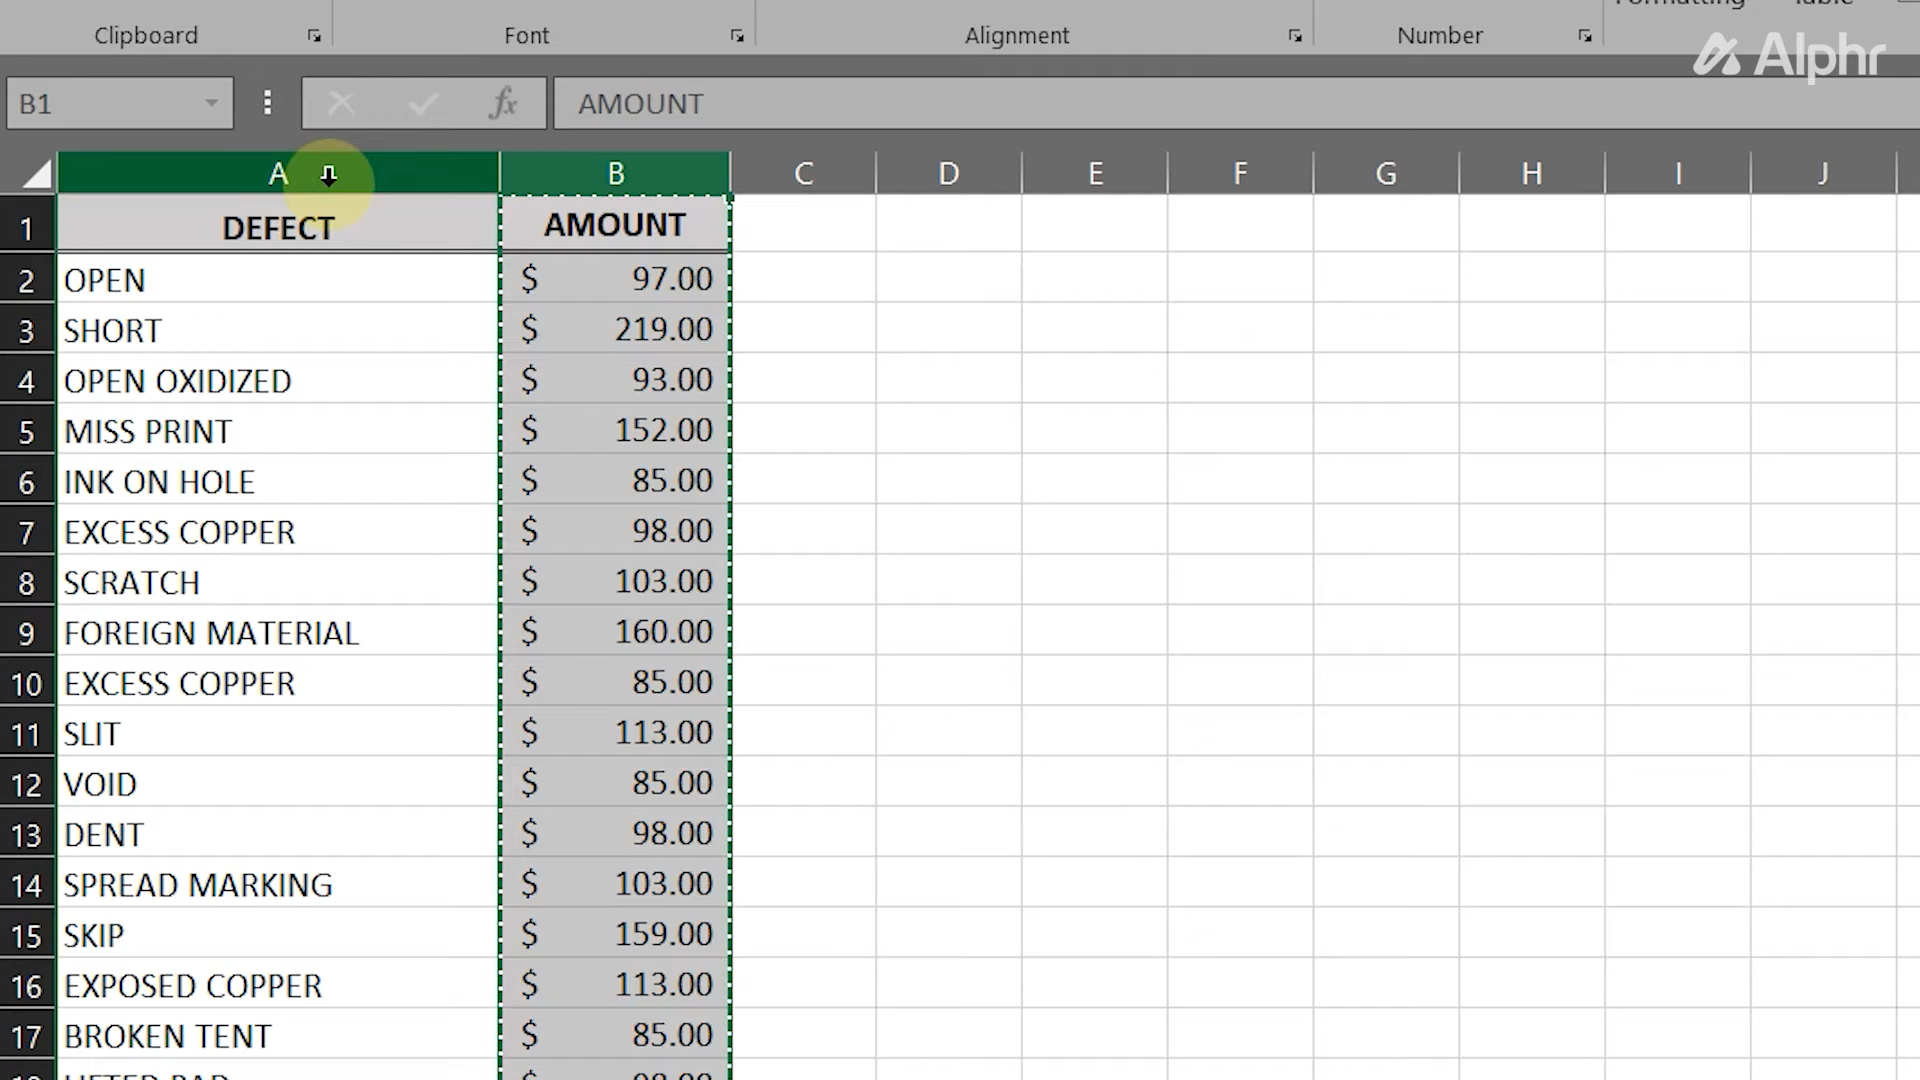 Clipboard Font Alignment Number
Alphr
B1 fx AMOUNT
A B C D E F G H I J
1 DEFECT AMOUNT
2 OPEN $ 97.00
3 SHORT $ 219.00
4 OPEN OXIDIZED $ 93.00
5 MISS PRINT $ 152.00
6 INK ON HOLE $ 85.00
7 EXCESS COPPER $ 98.00
8 SCRATCH $ 103.00
9 FOREIGN MATERIAL $ 160.00
10 EXCESS COPPER $ 85.00
11 SLIT $ 113.00
12 VOID $ 85.00
13 DENT $ 98.00
14 SPREAD MARKING $ 103.00
15 SKIP $ 159.00
16 EXPOSED COPPER $ 113.00
17 BROKEN TENT $ 85.00